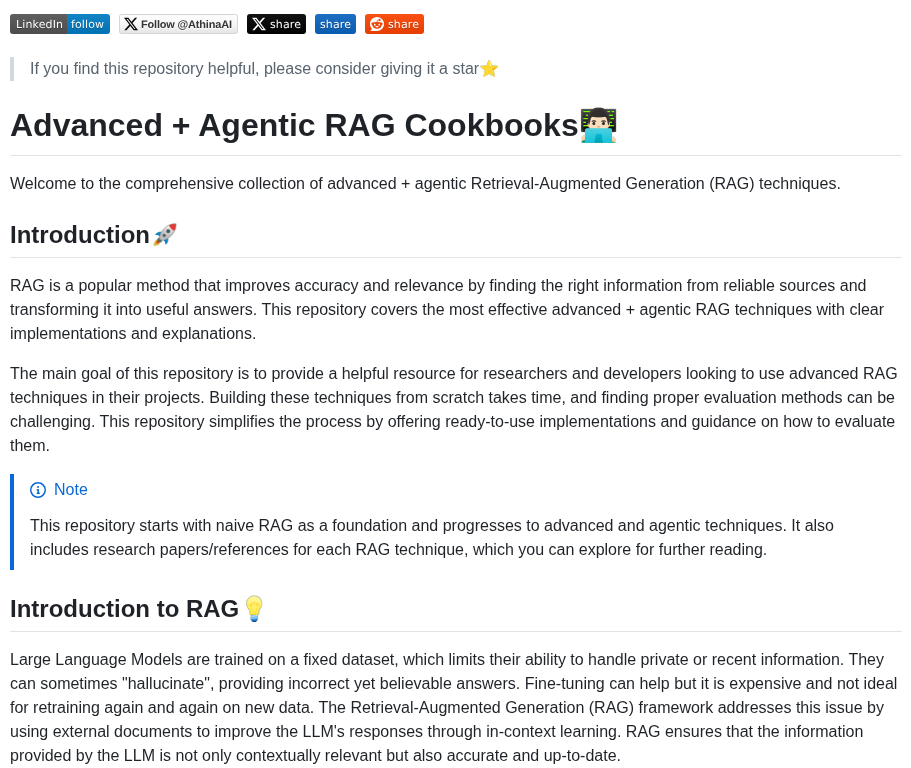 LinkedIn follow Follow @AthinaAI share share share
If you find this repository helpful, please consider giving it a star⭐
Advanced + Agentic RAG Cookbooks👨🏻‍💻
Welcome to the comprehensive collection of advanced + agentic Retrieval-Augmented Generation (RAG) techniques.
Introduction🚀
RAG is a popular method that improves accuracy and relevance by finding the right information from reliable sources and
transforming it into useful answers. This repository covers the most effective advanced + agentic RAG techniques with clear
implementations and explanations.
The main goal of this repository is to provide a helpful resource for researchers and developers looking to use advanced RAG
techniques in their projects. Building these techniques from scratch takes time, and finding proper evaluation methods can be
challenging. This repository simplifies the process by offering ready-to-use implementations and guidance on how to evaluate
them.
Note
This repository starts with naive RAG as a foundation and progresses to advanced and agentic techniques. It also
includes research papers/references for each RAG technique, which you can explore for further reading.
Introduction to RAG💡
Large Language Models are trained on a fixed dataset, which limits their ability to handle private or recent information. They
can sometimes "hallucinate", providing incorrect yet believable answers. Fine-tuning can help but it is expensive and not ideal
for retraining again and again on new data. The Retrieval-Augmented Generation (RAG) framework addresses this issue by
using external documents to improve the LLM's responses through in-context learning. RAG ensures that the information
provided by the LLM is not only contextually relevant but also accurate and up-to-date.